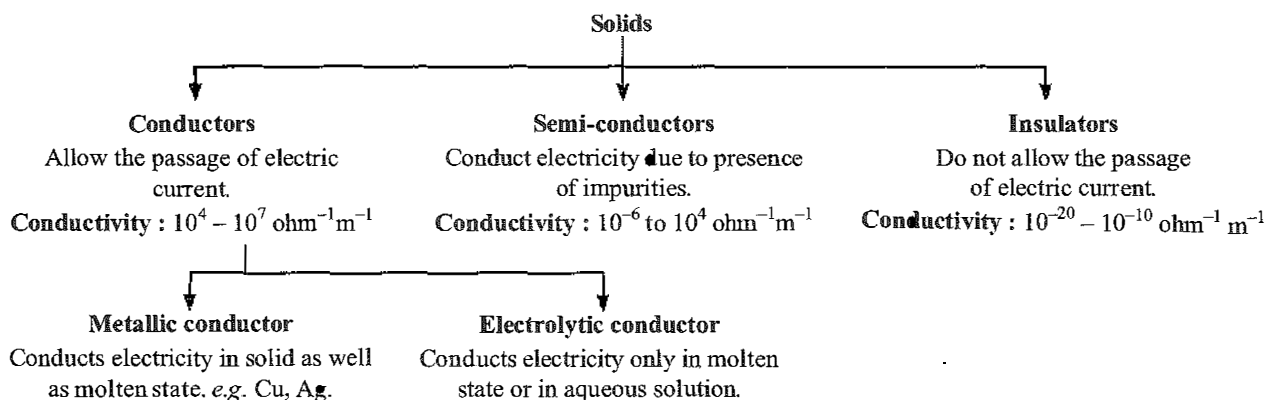 Solids
Conductors
Allow the passage of electric
current.
Conductivity : 10⁴ – 10⁷ ohm⁻¹m⁻¹
Semi-conductors
Conduct electricity due to presence
of impurities.
Conductivity : 10⁻⁶ to 10⁴ ohm⁻¹m⁻¹
Insulators
Do not allow the passage
of electric current.
Conductivity : 10⁻²⁰ – 10⁻¹⁰ ohm⁻¹ m⁻¹
Metallic conductor
Conducts electricity in solid as well
as molten state. e.g. Cu, Ag.
Electrolytic conductor
Conducts electricity only in molten
state or in aqueous solution.